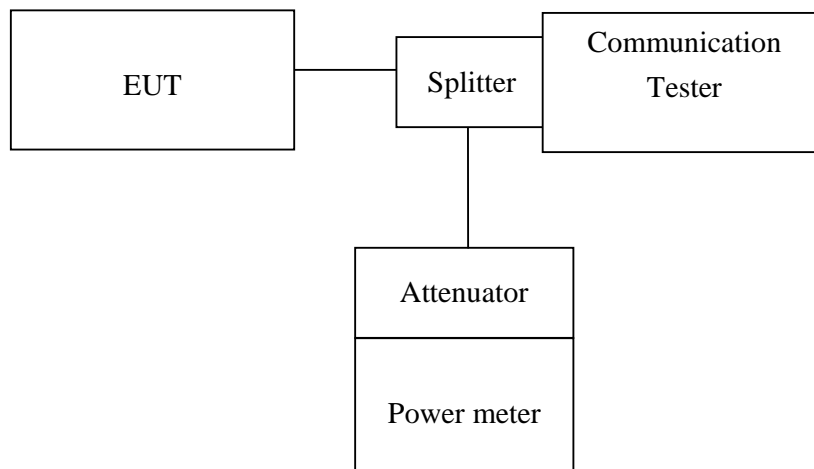 EUT
Splitter
Communication
Tester
Attenuator
Power meter